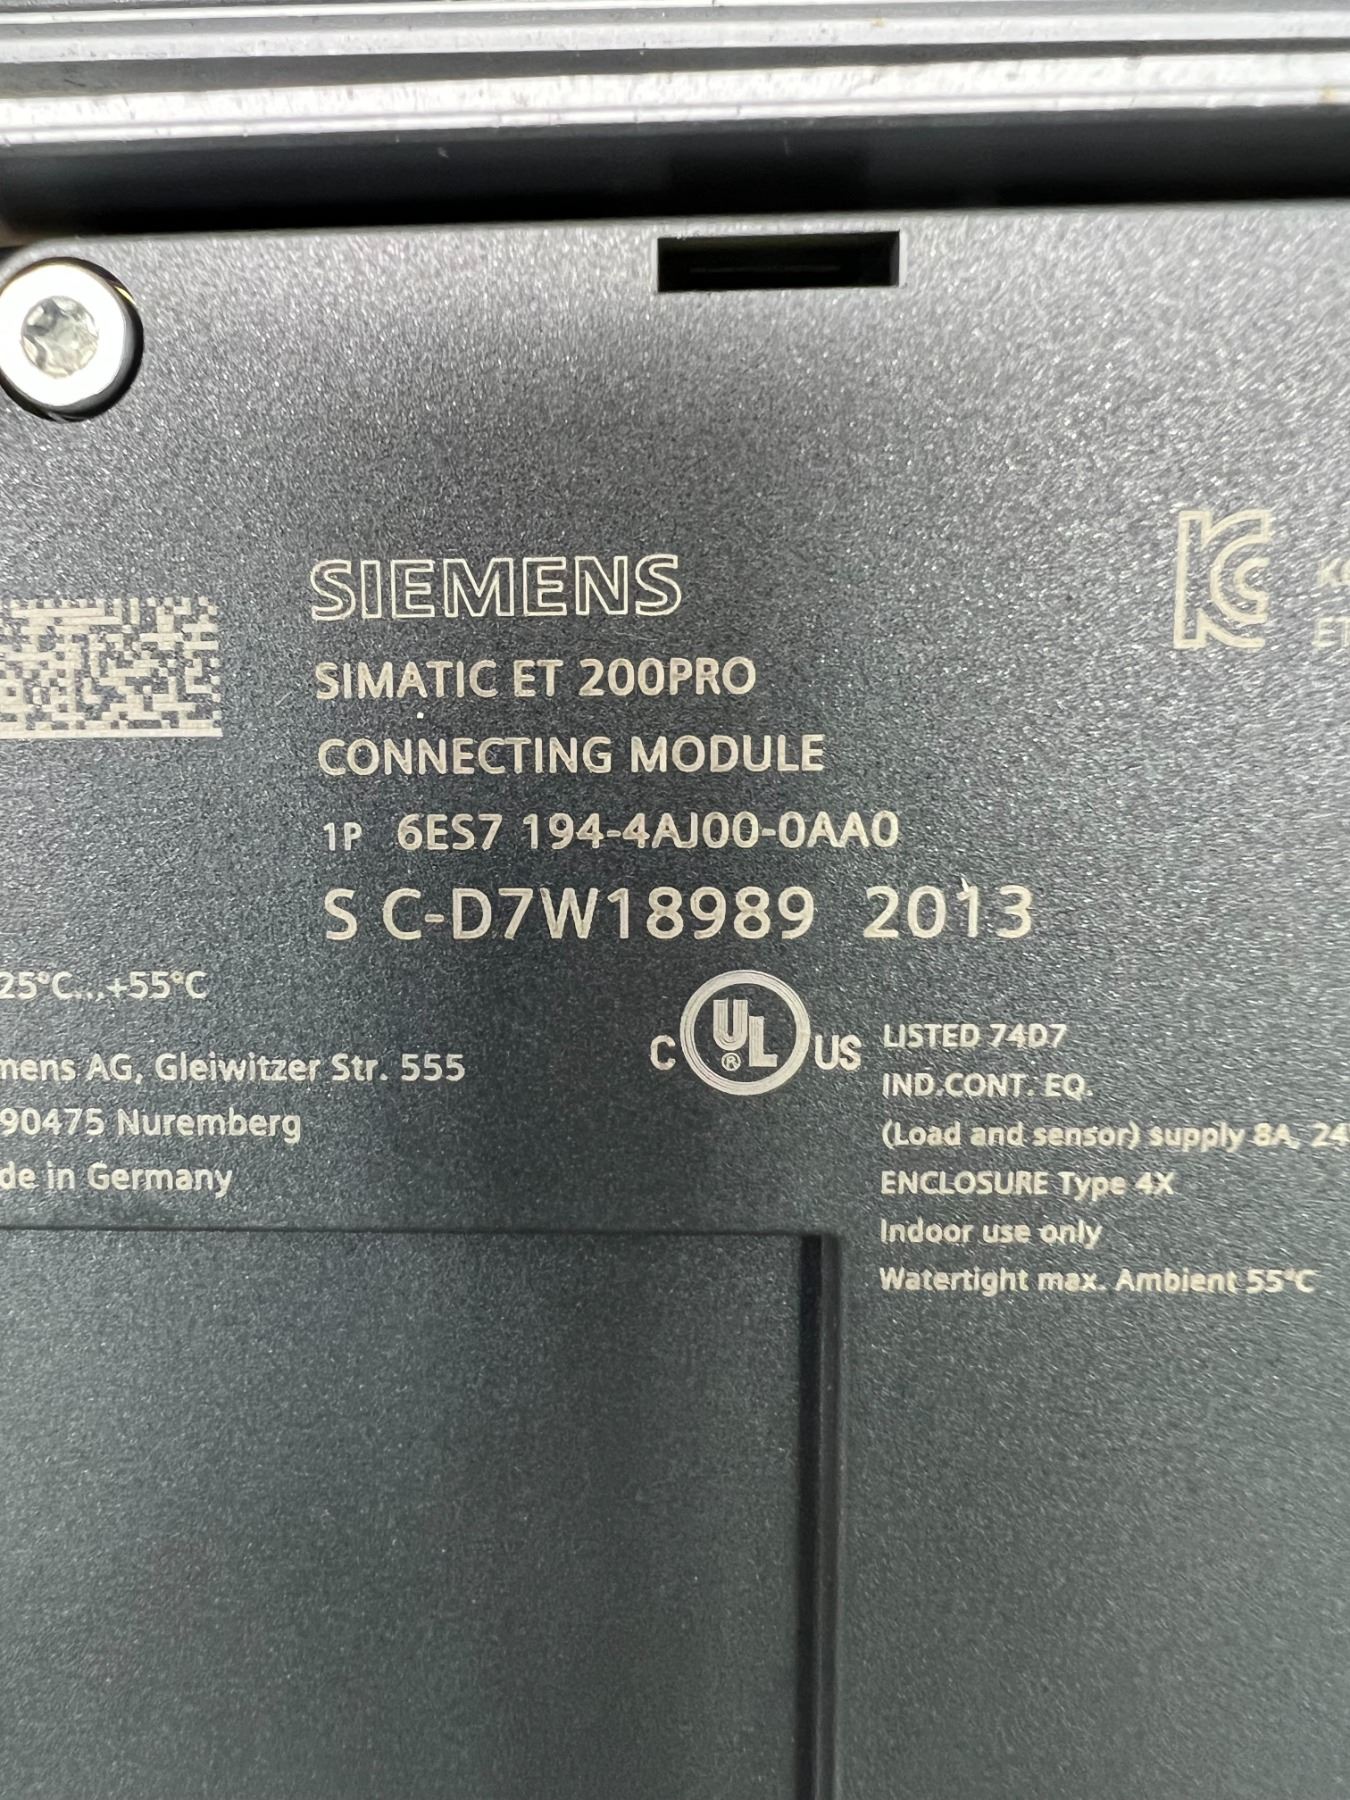 SIEMENS
SIMATIC ET 200PRO
CONNECTING MODULE
1P 6ES7 194-4AJ00-0AA0
S C-D7W18989 2013
25°C...+55°C
mens AG, Gleiwitzer Str. 555
90475 Nuremberg
de in Germany
C UL ® US
LISTED 74D7
IND.CONT. EQ.
(Load and sensor) supply 8A, 24
ENCLOSURE Type 4X
Indoor use only
Watertight max. Ambient 55°C
KC